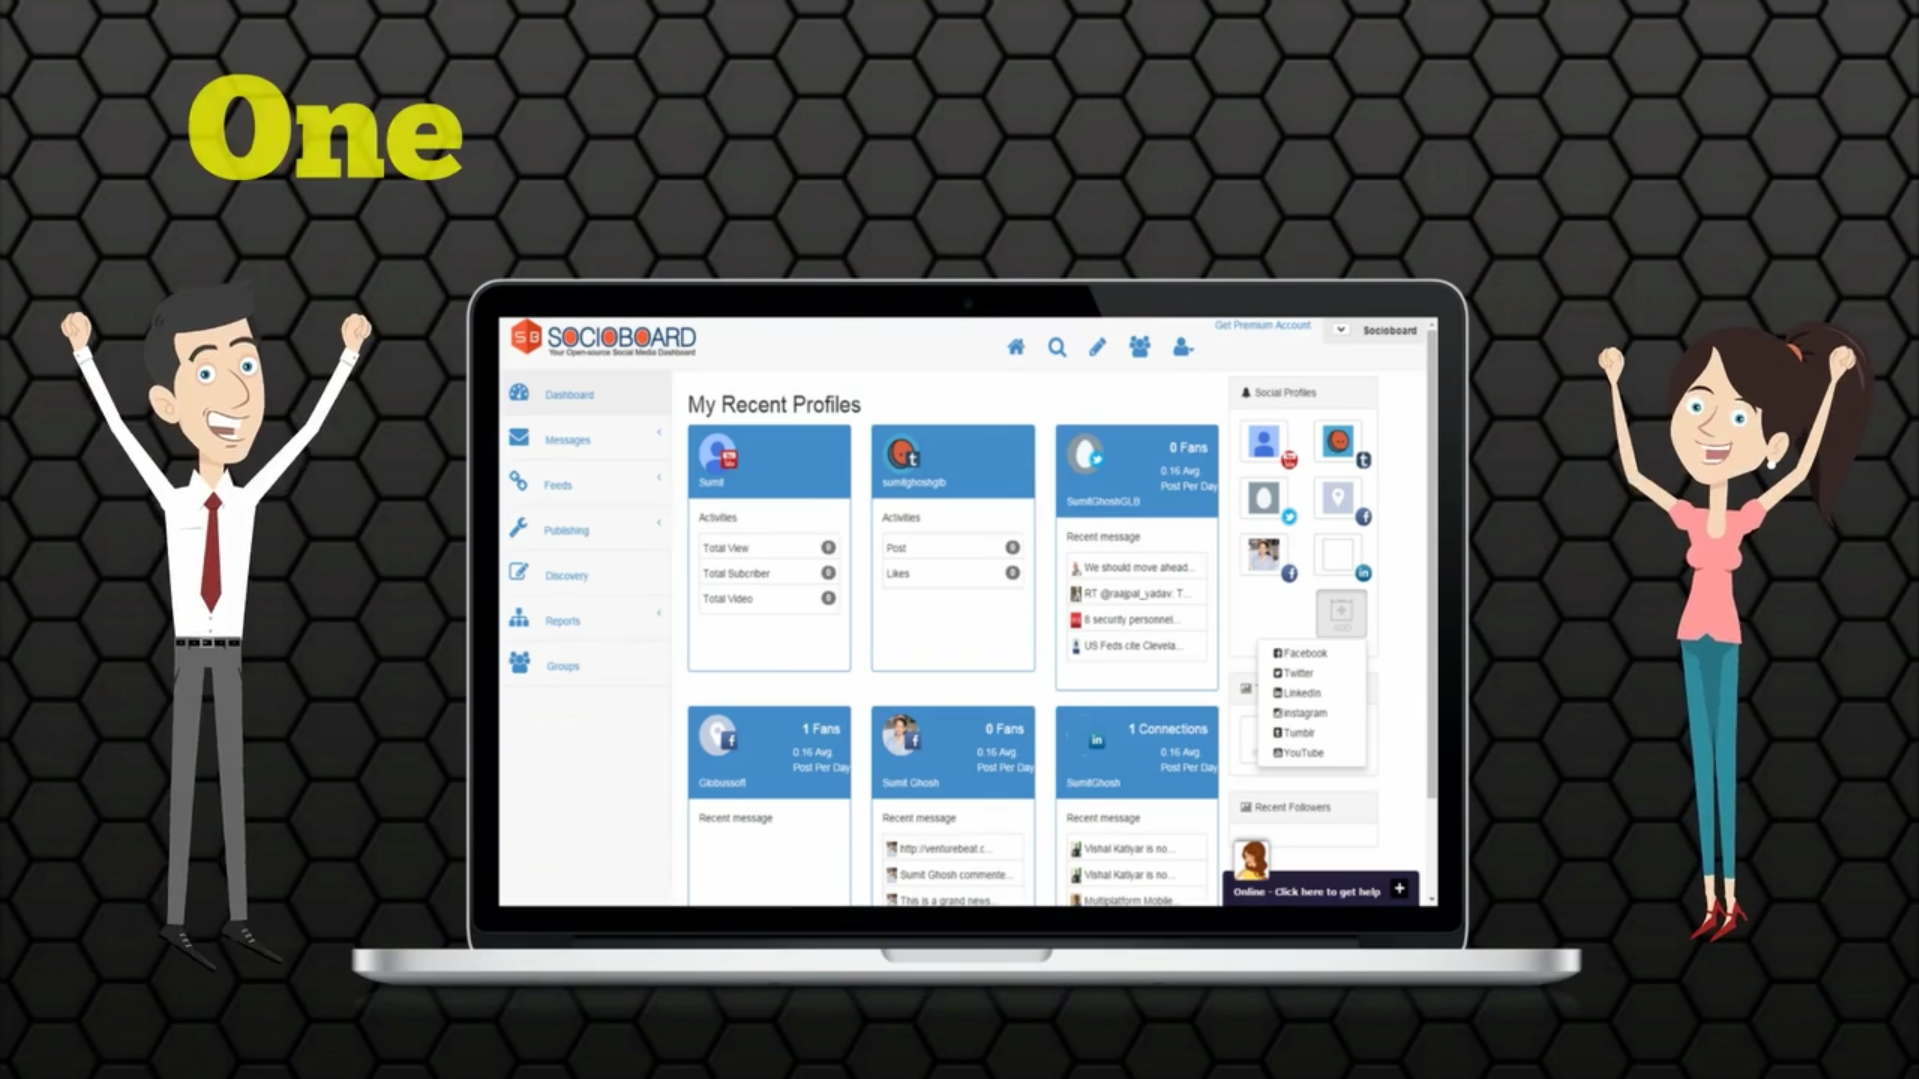 One
SB SOCIOBOARD
Your Open-source Social Media Dashboard
Get Premium Account
Socioboard
Dashboard
Messages
Feeds
Publishing
Discovery
Reports
Groups
My Recent Profiles
Sumit
Activities
Total View 0
Total Subcriber 0
Total Video 0
sumitghoshglb
Activities
Post 0
Likes 0
0 Fans
0.16 Avg.
Post Per Day
SumitGhoshGLB
Recent message
We should move ahead...
RT @raajpal_yadav: T...
8 security personnel...
US Feds cite Clevela...
1 Fans
0.16 Avg.
Post Per Day
Globussoft
Recent message
0 Fans
0.16 Avg.
Post Per Day
Sumit Ghosh
Recent message
http://venturebeat.c...
Sumit Ghosh commente...
This is a grand news...
in
1 Connections
0.16 Avg.
Post Per Day
SumitGhosh
Recent message
Vishal Katiyar is no...
Vishal Katiyar is no...
Multiplatform Mobile...
Social Profiles
ADD
Facebook
Twitter
LinkedIn
Instagram
Tumblr
YouTube
Recent Followers
Online - Click here to get help +